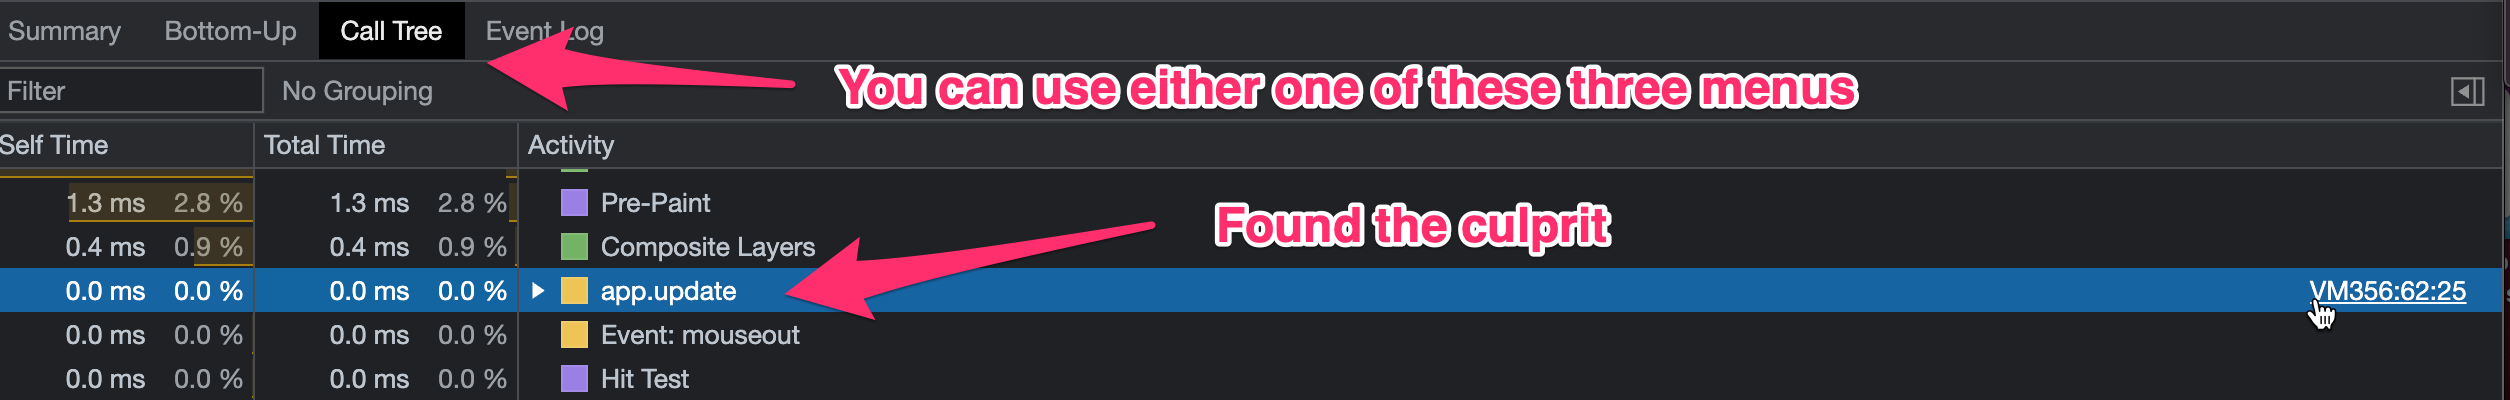 Summary Bottom-Up Call Tree Event Log
You can use either one of these three menus
Filter No Grouping
Self Time Total Time Activity
1.3 ms 2.8 % 1.3 ms 2.8 % Pre-Paint
Found the culprit
0.4 ms 0.9 % 0.4 ms 0.9 % Composite Layers
0.0 ms 0.0 % 0.0 ms 0.0 % app.update VM356:62:25
0.0 ms 0.0 % 0.0 ms 0.0 % Event: mouseout
0.0 ms 0.0 % 0.0 ms 0.0 % Hit Test